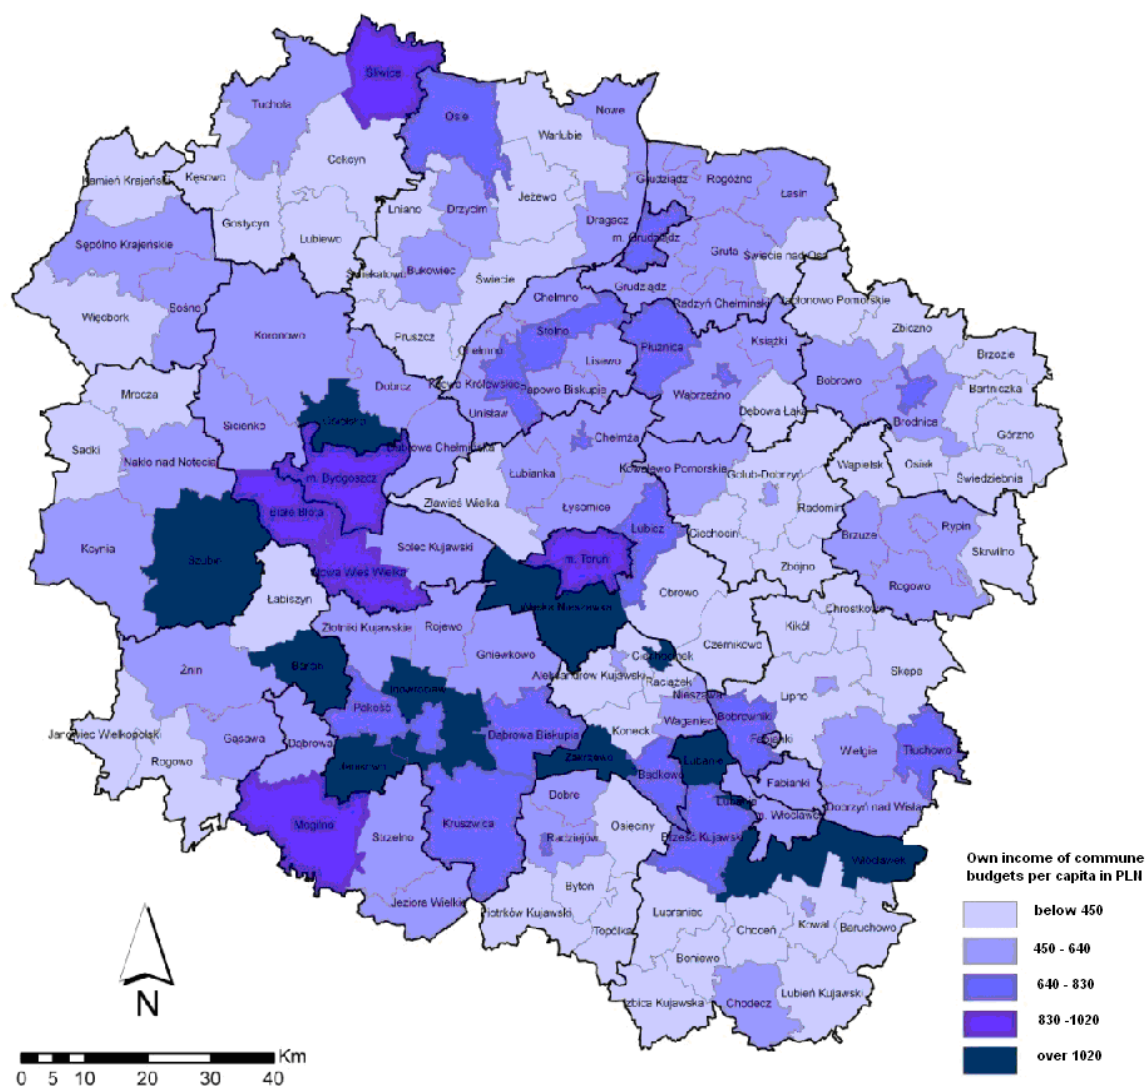 Śliwice
Tuchola
Osie
Nowe
Warlubie
Cekcyn
Kamień Krajeński
Kęsowo
Grudziądz
Rogóźno
Łasin
Jeżewo
Lniano
Drzycim
Gostycyn
Dragacz
Lubiewo
m. Grudziądz
Sępólno Krajeńskie
Gruta
Świecie nad Osą
Bukowiec
Świecie
Grudziądz
Chełmno
Radzyń Chełmiński
Jabłonowo Pomorskie
Więcbork
Sośno
Koronowo
Pruszcz
Stolno
Zbiczno
Książki
Płużnica
Lisewo
Brzozie
Chełmno
Bobrowo
Bartniczka
Mrocza
Dobrcz
Papowo Biskupie
Wąbrzeźno
Dębowa Łąka
Unisław
Brodnica
Górzno
Sicienko
Sadki
Dąbrowa Chełmińska
Chełmża
Nakło nad Notecią
Łubianka
Kowalewo Pomorskie
Golub-Dobrzyń
Wąpielsk
Osiek
Świedziebnia
m. Bydgoszcz
Zławieś Wielka
Łysomice
Radomin
Białe Błota
Lubicz
Ciechocin
Brzuze
Rypin
Kcynia
Solec Kujawski
Skrwilno
Szubin
m. Toruń
Zbójno
Rogowo
Nowa Wieś Wielka
Łabiszyn
Obrowo
Wielka Nieszawka
Chrostkowo
Złotniki Kujawskie
Rojewo
Kikół
Czernikowo
Gniewkowo
Ciechocinek
Żnin
Barcin
Aleksandrów Kujawski
Raciążek
Skępe
Inowrocław
Nieszawa
Lipno
Pakość
Bobrowniki
Waganiec
Janowiec Wielkopolski
Gąsawa
Dąbrowa
Dąbrowa Biskupia
Koneck
Fabianki
Wielgie
Tłuchowo
Rogowo
Janikowo
Zakrzewo
Lubanie
Bądkowo
Fabianki
Dobre
Lubanie
Dobrzyń nad Wisłą
Mogilno
Kruszwica
Osięciny
m. Włocławek
Strzelno
Radziejów
Brześć Kujawski
Włocławek
Own income of commune
budgets per capita in PLN
Bytoń
below 450
Jeziora Wielkie
Piotrków Kujawski
Lubraniec
Kowal
Baruchowo
Topólka
Choceń
450 - 640
Boniewo
640 - 830
Izbica Kujawska
Chodecz
Lubień Kujawski
N
830 -1020
Km
over 1020
0 5 10 20 30 40